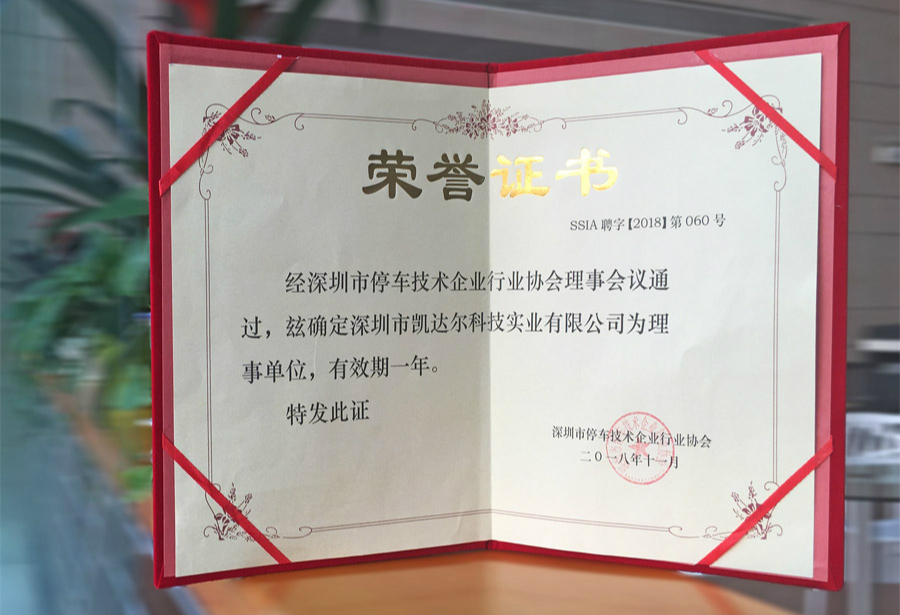 荣誉证书
SSIA 聘字【2018】第 060 号
经深圳市停车技术企业行业协会理事会议通
过，兹确定深圳市凯达尔科技实业有限公司为理
事单位，有效期一年。
特发此证
深圳市停车技术企业行业协会
二0一八年十一月